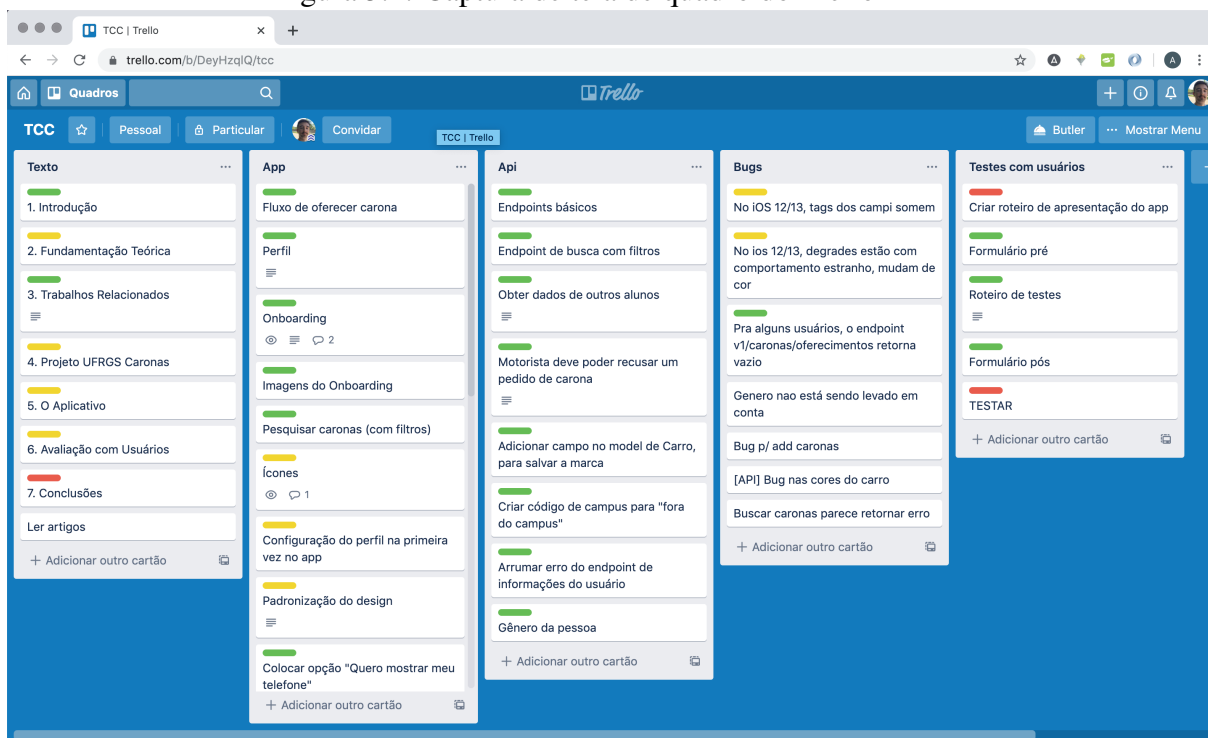 TCC | Trello
trello.com/b/DeyHzqlQ/tcc
A
Quadros
Trello
TCC
Pessoal
Particular
Convidar
TCC | Trello
Butler
Mostrar Menu
Texto
1. Introdução
2. Fundamentação Teórica
3. Trabalhos Relacionados
4. Projeto UFRGS Caronas
5. O Aplicativo
6. Avaliação com Usuários
7. Conclusões
Ler artigos
+ Adicionar outro cartão
App
Fluxo de oferecer carona
Perfil
Onboarding
2
Imagens do Onboarding
Pesquisar caronas (com filtros)
Ícones
1
Configuração do perfil na primeira
vez no app
Padronização do design
Colocar opção "Quero mostrar meu
telefone"
+ Adicionar outro cartão
Api
Endpoints básicos
Endpoint de busca com filtros
Obter dados de outros alunos
Motorista deve poder recusar um
pedido de carona
Adicionar campo no model de Carro,
para salvar a marca
Criar código de campus para "fora
do campus"
Arrumar erro do endpoint de
informações do usuário
Gênero da pessoa
+ Adicionar outro cartão
Bugs
No iOS 12/13, tags dos campi somem
No ios 12/13, degrades estão com
comportamento estranho, mudam de
cor
Pra alguns usuários, o endpoint
v1/caronas/oferecimentos retorna
vazio
Genero nao está sendo levado em
conta
Bug p/ add caronas
[API] Bug nas cores do carro
Buscar caronas parece retornar erro
+ Adicionar outro cartão
Testes com usuários
Criar roteiro de apresentação do app
Formulário pré
Roteiro de testes
Formulário pós
TESTAR
+ Adicionar outro cartão